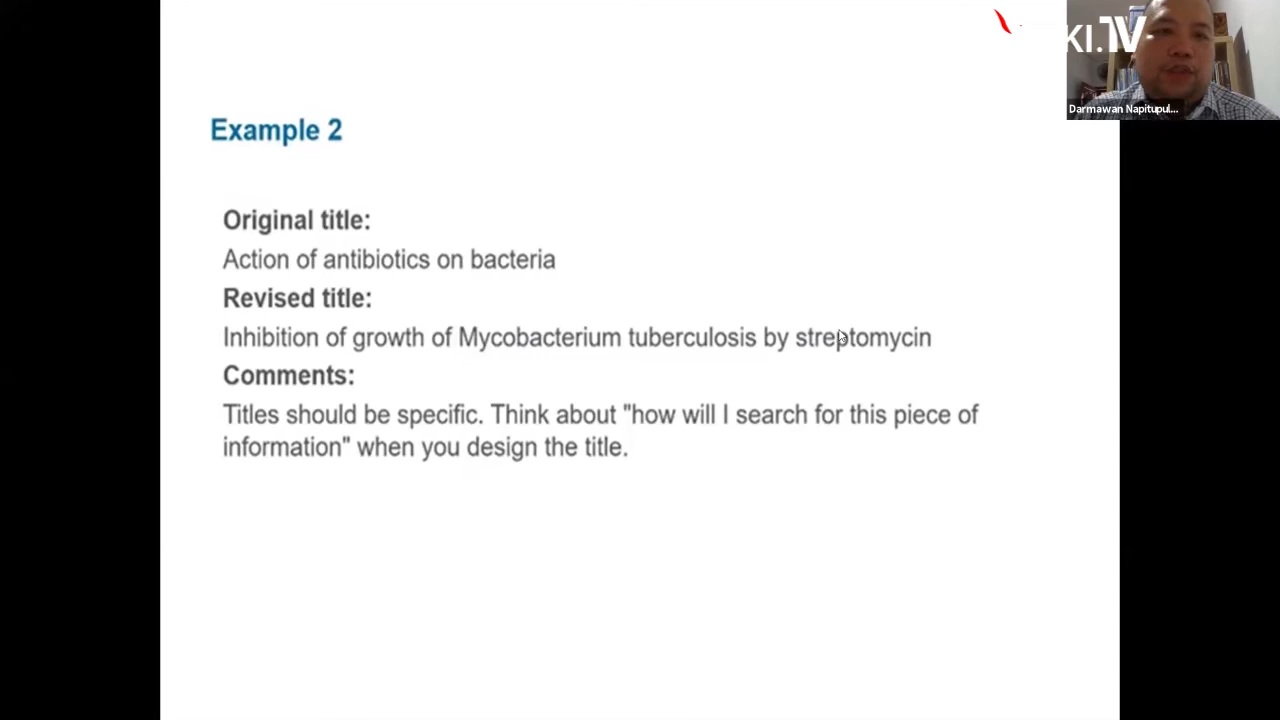 KI.TV
Darmawan Napitupul...
Example 2
Original title:
Action of antibiotics on bacteria
Revised title:
Inhibition of growth of Mycobacterium tuberculosis by streptomycin
Comments:
Titles should be specific. Think about "how will I search for this piece of
information" when you design the title.